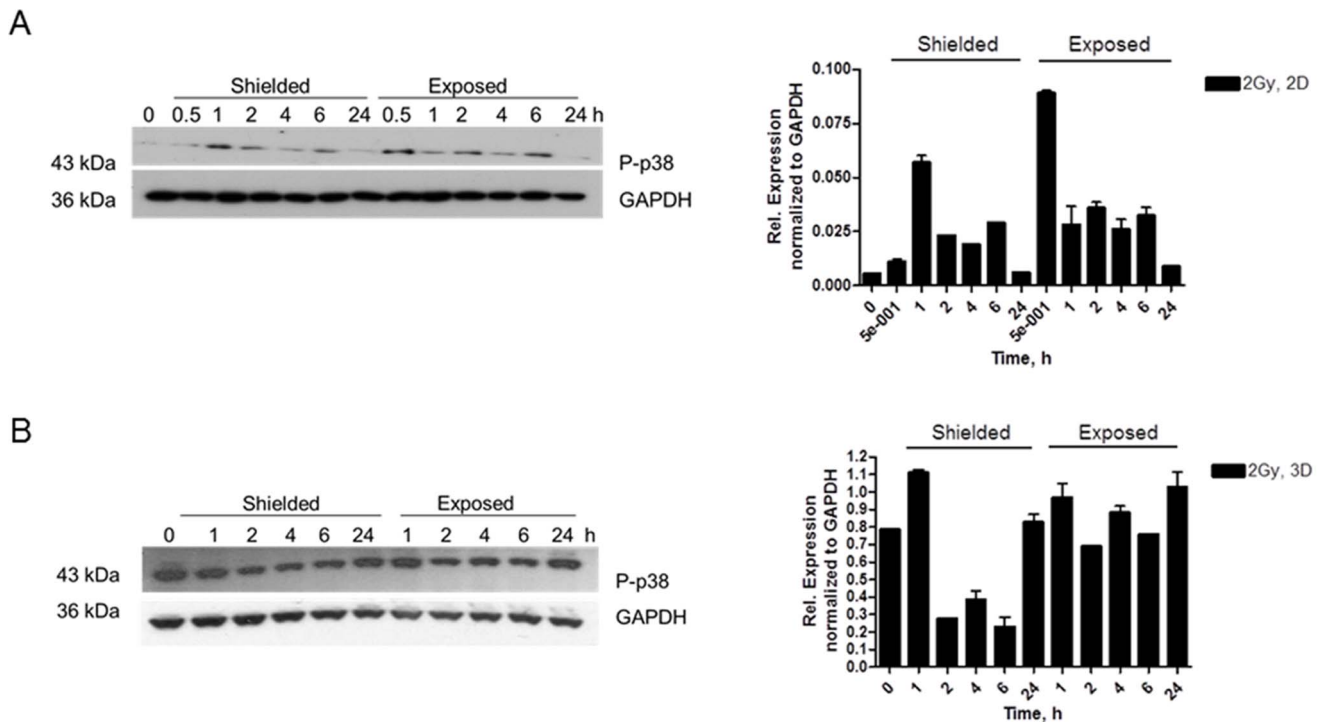 A
Shielded Exposed
0 0.5 1 2 4 6 24 0.5 1 2 4 6 24 h
43 kDa P-p38
36 kDa GAPDH
Shielded Exposed
2Gy, 2D
Rel. Expression
normalized to GAPDH
0.100
0.075
0.050
0.025
0.000
0 5e-001 1 2 4 6 24 5e-001 1 2 4 6 24
Time, h
B
Shielded Exposed
0 1 2 4 6 24 1 2 4 6 24 h
43 kDa P-p38
36 kDa GAPDH
Shielded Exposed
2Gy, 3D
Rel. Expression
normalized to GAPDH
1.2
1.1
1.0
0.9
0.8
0.7
0.6
0.5
0.4
0.3
0.2
0.1
0.0
0 1 2 4 6 24 1 2 4 6 24
Time, h